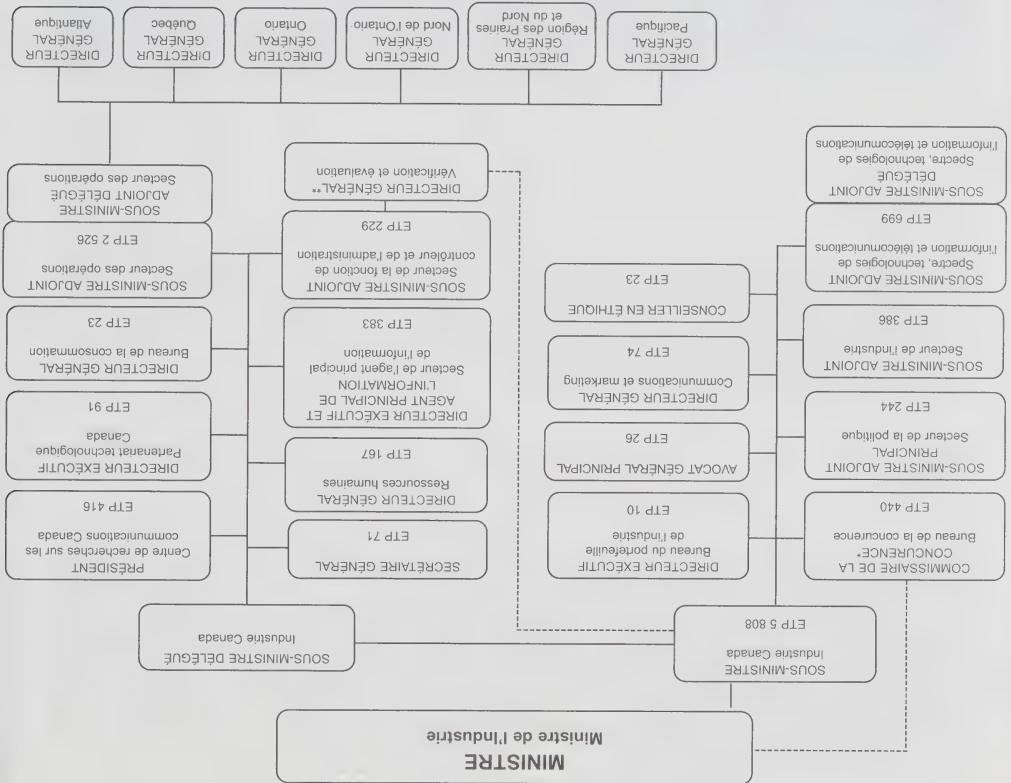 MINISTRE
Ministre de l'Industrie
SOUS-MINISTRE
Industrie Canada
ETP 5 808
SOUS-MINISTRE DÉLÉGUÉ
Industrie Canada
COMMISSAIRE DE LA
CONCURENCE*
Bureau de la concurence
ETP 440
SOUS-MINISTRE ADJOINT
PRINCIPAL
Secteur de la politique
ETP 244
SOUS-MINISTRE ADJOINT
Secteur de l'industrie
ETP 386
SOUS-MINISTRE ADJOINT
Spectre, technologies de
l'information et télécommunications
ETP 699
SOUS-MINISTRE ADJOINT
DÉLÉGUÉ
Spectre, technologies de
l'information et télécommunications
DIRECTEUR EXÉCUTIF
Bureau du portefeuille
de l'industrie
ETP 10
AVOCAT GÉNÉRAL PRINCIPAL
ETP 26
DIRECTEUR GÉNÉRAL
Communications et marketing
ETP 74
CONSEILLER EN ÉTHIQUE
ETP 23
SECRÉTAIRE GÉNÉRAL
ETP 71
DIRECTEUR GÉNÉRAL
Ressources humaines
ETP 167
DIRECTEUR EXÉCUTIF ET
AGENT PRINCIPAL DE
L'INFORMATION
Secteur de l'agent principal
de l'information
ETP 383
SOUS-MINISTRE ADJOINT
Secteur de la fonction de
contrôleur et de l'administration
ETP 229
DIRECTEUR GÉNÉRAL**
Vérification et évaluation
PRÉSIDENT
Centre de recherches sur les
communications Canada
ETP 416
DIRECTEUR EXÉCUTIF
Partenariat technologique
Canada
ETP 91
DIRECTEUR GÉNÉRAL
Bureau de la consommation
ETP 23
SOUS-MINISTRE ADJOINT
Secteur des opérations
ETP 2 526
SOUS-MINISTRE
ADJOINT DÉLÉGUÉ
Secteur des opérations
DIRECTEUR
GÉNÉRAL
Pacifique
DIRECTEUR
GÉNÉRAL
Région des Prairies
et du Nord
DIRECTEUR
GÉNÉRAL
Nord de l'Ontario
DIRECTEUR
GÉNÉRAL
Ontario
DIRECTEUR
GÉNÉRAL
Québec
DIRECTEUR
GÉNÉRAL
Atlantique